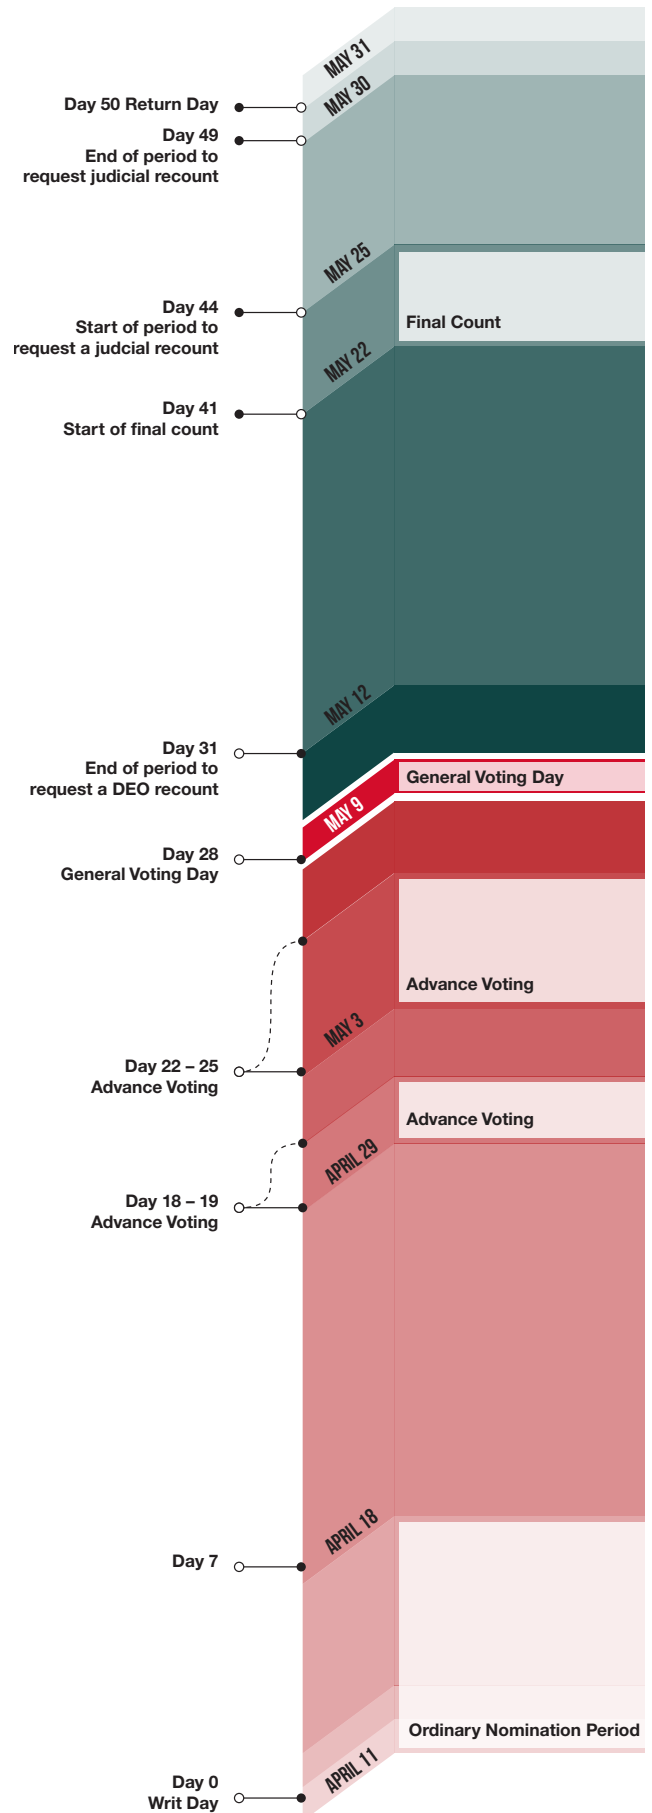 MAY 31
MAY 30
Day 50 Return Day
Day 49
End of period to
request judicial recount
MAY 25
Day 44
Start of period to
request a judcial recount
Final Count
MAY 22
Day 41
Start of final count
MAY 12
Day 31
End of period to
request a DEO recount
General Voting Day
MAY 9
Day 28
General Voting Day
Advance Voting
MAY 3
Day 22 – 25
Advance Voting
Advance Voting
APRIL 29
Day 18 – 19
Advance Voting
APRIL 18
Day 7
Ordinary Nomination Period
APRIL 11
Day 0
Writ Day